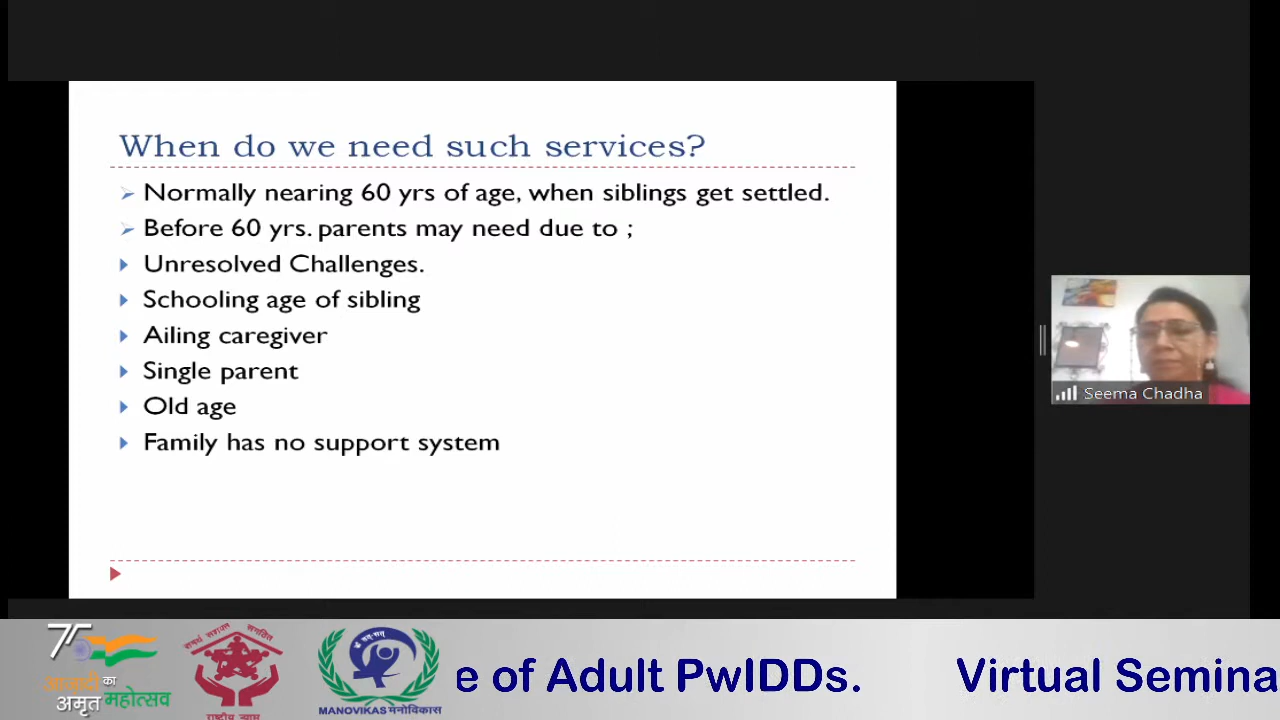 When do we need such services?
Normally nearing 60 yrs of age, when siblings get settled.
Before 60 yrs. parents may need due to ;
Unresolved Challenges.
Schooling age of sibling
Ailing caregiver
Single parent
Old age
Family has no support system
Seema Chadha
75
आज़ादी का
अमृत महोत्सव
MANOVIKAS मनोविकास
e of Adult PwIDDs. Virtual Semina